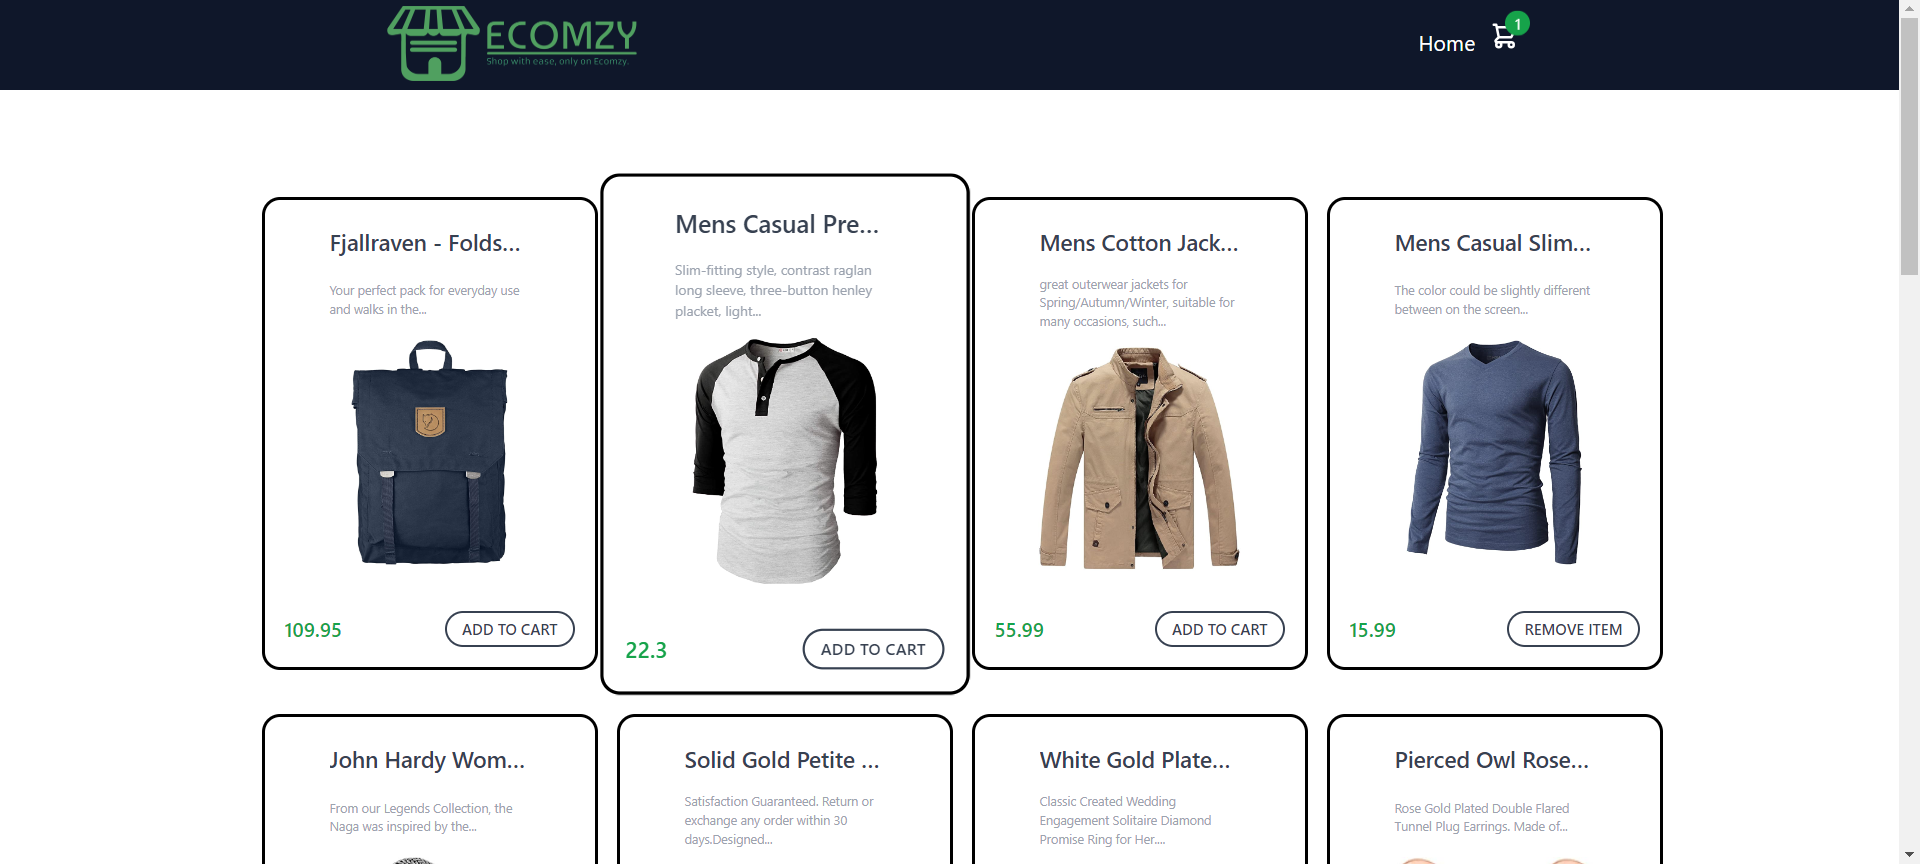 ECOMZY
Shop with ease, only on Ecomzy.
Home
1
Fjallraven - Folds...
Your perfect pack for everyday use
and walks in the...
109.95
ADD TO CART
Mens Casual Pre...
Slim-fitting style, contrast raglan
long sleeve, three-button henley
placket, light...
22.3
ADD TO CART
Mens Cotton Jack...
great outerwear jackets for
Spring/Autumn/Winter, suitable for
many occasions, such...
55.99
ADD TO CART
Mens Casual Slim...
The color could be slightly different
between on the screen...
15.99
REMOVE ITEM
John Hardy Wom...
From our Legends Collection, the
Naga was inspired by the...
Solid Gold Petite ...
Satisfaction Guaranteed. Return or
exchange any order within 30
days.Designed...
White Gold Plate...
Classic Created Wedding
Engagement Solitaire Diamond
Promise Ring for Her....
Pierced Owl Rose...
Rose Gold Plated Double Flared
Tunnel Plug Earrings. Made of...